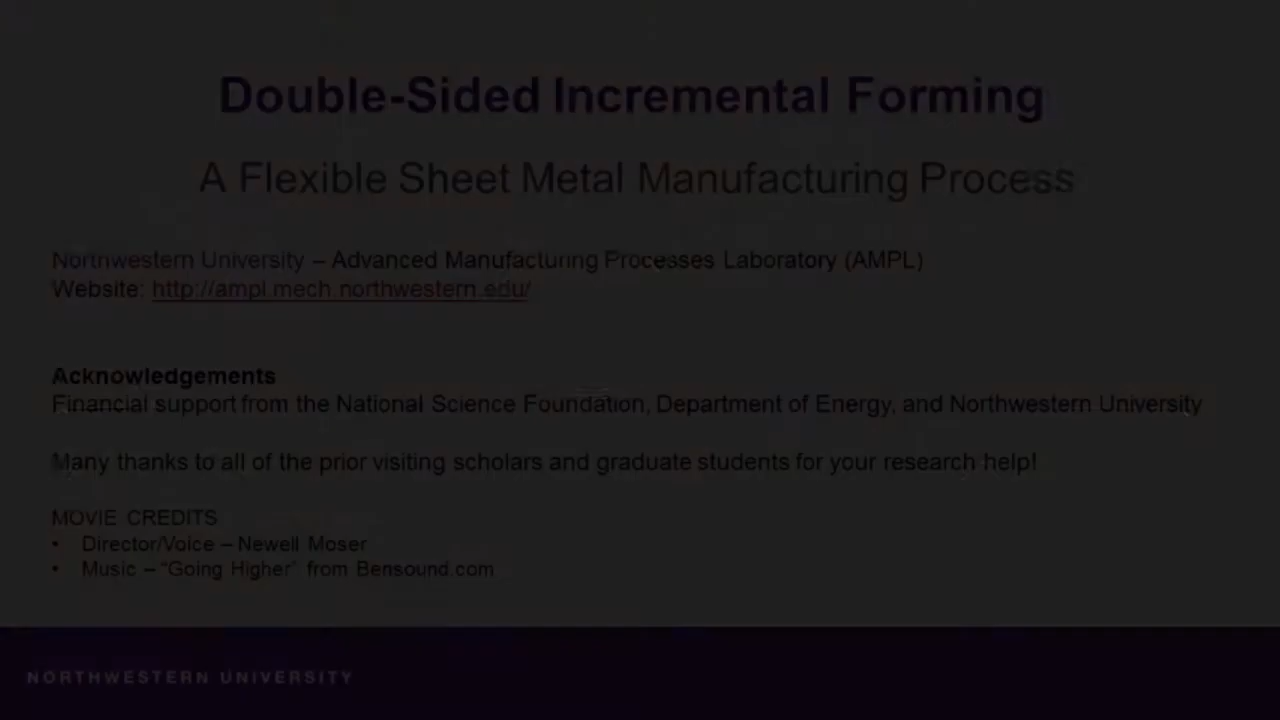 Double-Sided Incremental Forming
A Flexible Sheet Metal Manufacturing Process
Northwestern University – Advanced Manufacturing Processes Laboratory (AMPL)
Website: http://ampl.mech.northwestern.edu/
Acknowledgements
Financial support from the National Science Foundation, Department of Energy, and Northwestern University
Many thanks to all of the prior visiting scholars and graduate students for your research help!
MOVIE CREDITS
• Director/Voice – Newell Moser
• Music – “Going Higher” from Bensound.com
NORTHWESTERN UNIVERSITY